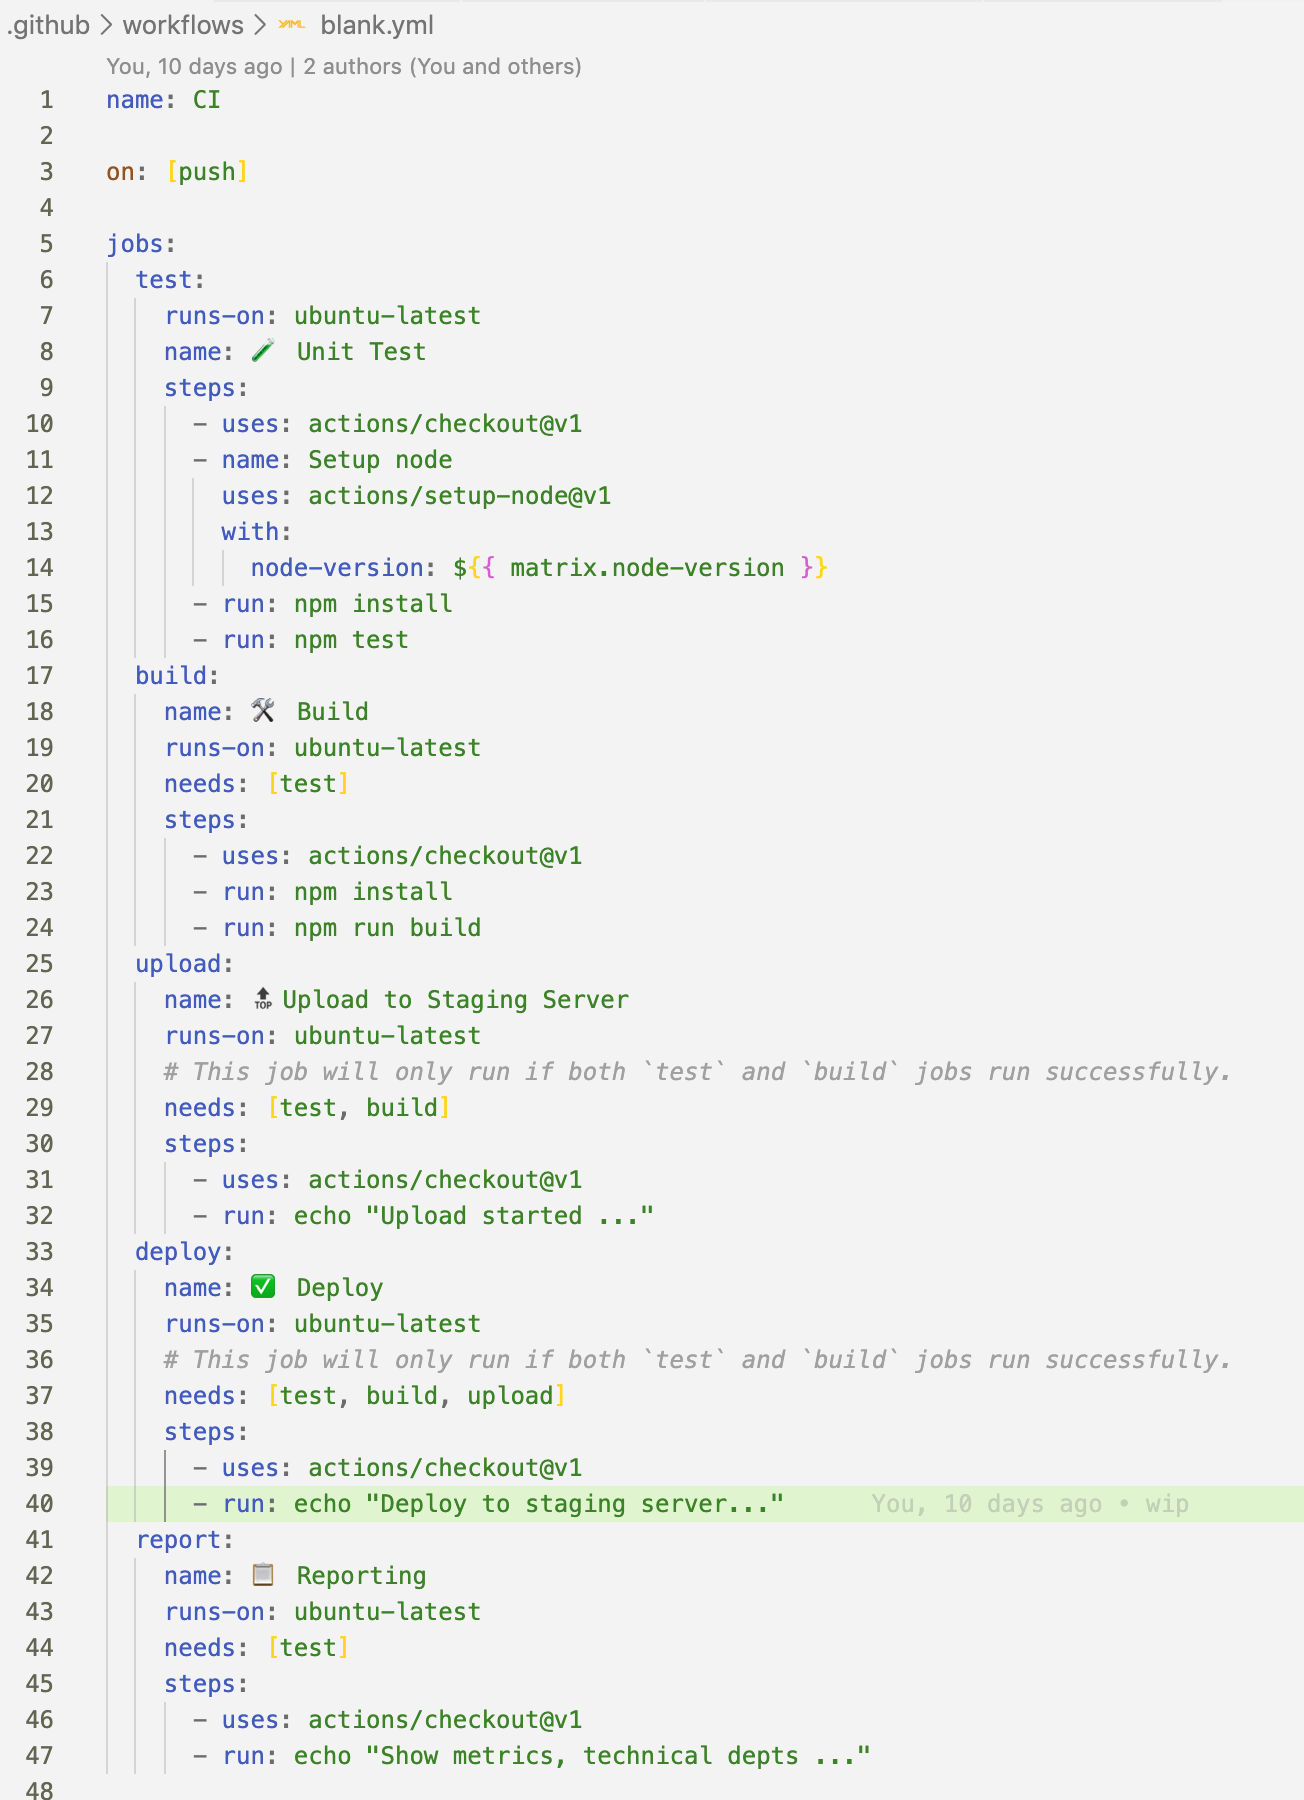 .github > workflows > YAML blank.yml
You, 10 days ago | 2 authors (You and others)
1 name: CI
2
3 on: [push]
4
5 jobs:
6   test:
7     runs-on: ubuntu-latest
8     name: 🧪 Unit Test
9     steps:
10       - uses: actions/checkout@v1
11       - name: Setup node
12         uses: actions/setup-node@v1
13         with:
14           node-version: ${{ matrix.node-version }}
15       - run: npm install
16       - run: npm test
17   build:
18     name: 🛠 Build
19     runs-on: ubuntu-latest
20     needs: [test]
21     steps:
22       - uses: actions/checkout@v1
23       - run: npm install
24       - run: npm run build
25   upload:
26     name: 🔝 Upload to Staging Server
27     runs-on: ubuntu-latest
28     # This job will only run if both `test` and `build` jobs run successfully.
29     needs: [test, build]
30     steps:
31       - uses: actions/checkout@v1
32       - run: echo "Upload started ..."
33   deploy:
34     name: ✅ Deploy
35     runs-on: ubuntu-latest
36     # This job will only run if both `test` and `build` jobs run successfully.
37     needs: [test, build, upload]
38     steps:
39       - uses: actions/checkout@v1
40       - run: echo "Deploy to staging server..." You, 10 days ago • wip
41   report:
42     name: 📋 Reporting
43     runs-on: ubuntu-latest
44     needs: [test]
45     steps:
46       - uses: actions/checkout@v1
47       - run: echo "Show metrics, technical depts ..."
48